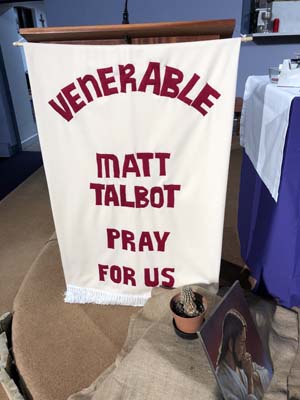 VENERABLE
MATT
TALBOT
PRAY
FOR US